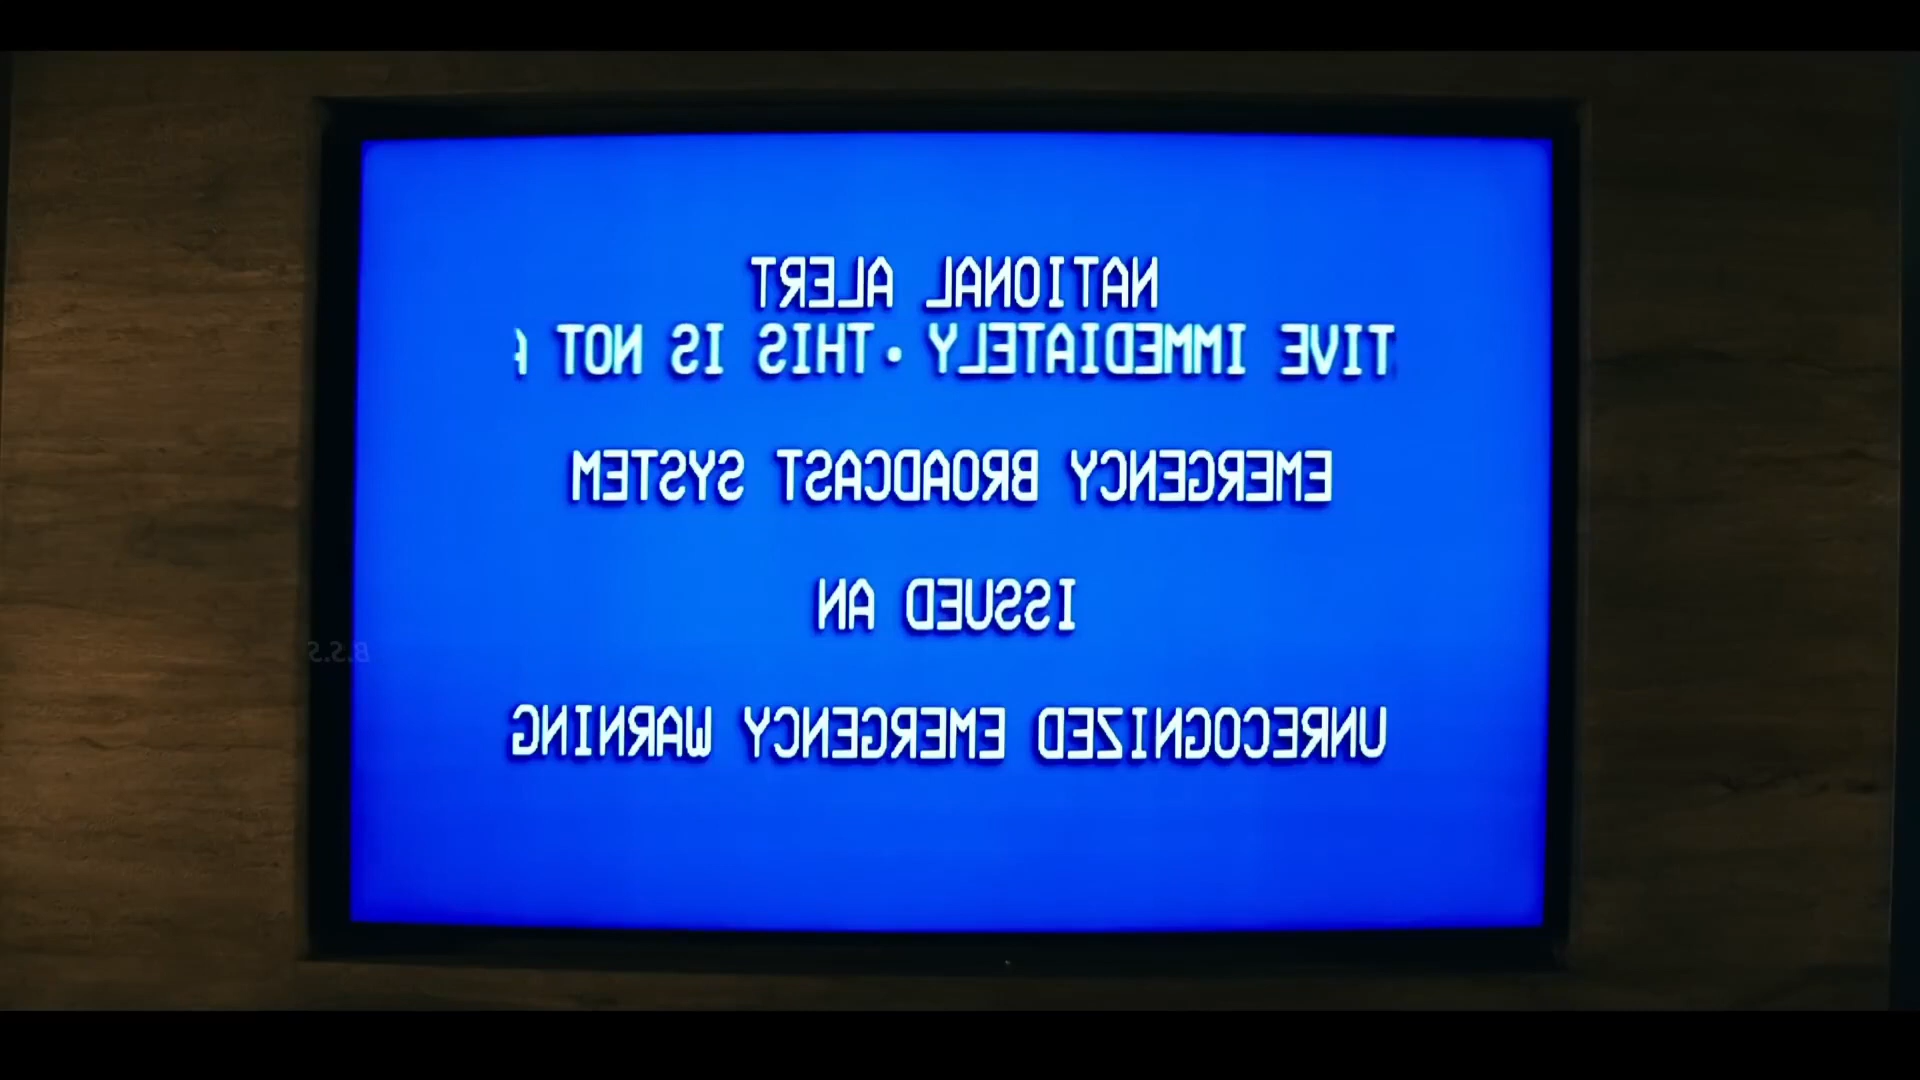 NATIONAL ALERT
TIVE IMMEDIATELY • THIS IS NOT
EMERGENCY BROADCAST SYSTEM
ISSUED AN
UNRECOGNIZED EMERGENCY WARNING
B.S.S